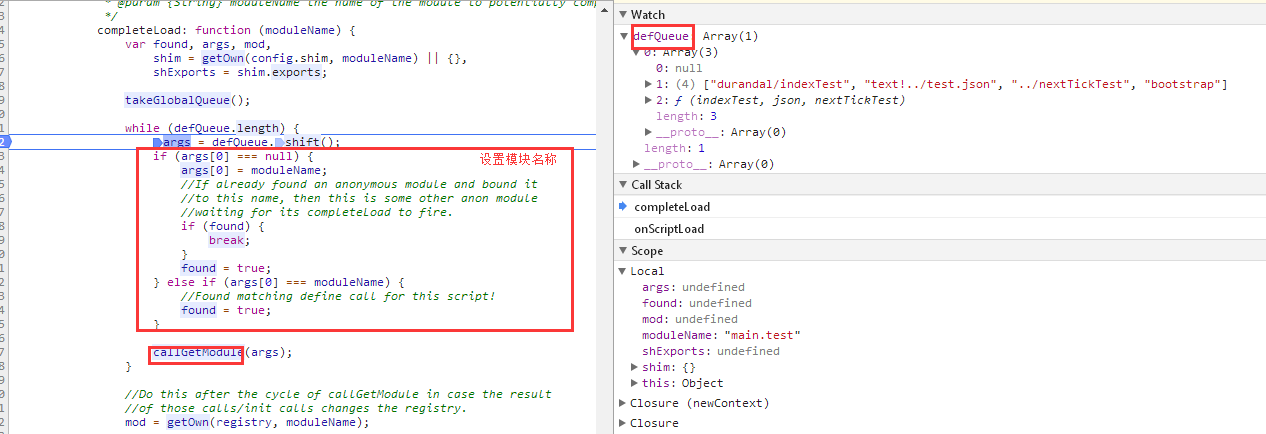 * @param {String} moduleName the name of the module to potentially comp
*/
completeLoad: function (moduleName) {
var found, args, mod,
shim = getOwn(config.shim, moduleName) || {},
shExports = shim.exports;
takeGlobalQueue();
while (defQueue.length) {
args = defQueue.shift();
if (args[0] === null) {
设置模块名称
args[0] = moduleName;
//If already found an anonymous module and bound it
//to this name, then this is some other anon module
//waiting for its completeLoad to fire.
if (found) {
break;
}
found = true;
} else if (args[0] === moduleName) {
//Found matching define call for this script!
found = true;
}
callGetModule(args);
}
//Do this after the cycle of callGetModule in case the result
//of those calls/init calls changes the registry.
mod = getOwn(registry, moduleName);
Watch
defQueue Array(1)
0: Array(3)
0: null
1: (4) ["durandal/indexTest", "text!../test.json", "../nextTickTest", "bootstrap"]
2: ƒ (indexTest, json, nextTickTest)
length: 3
__proto__: Array(0)
length: 1
__proto__: Array(0)
Call Stack
completeLoad
onScriptLoad
Scope
Local
args: undefined
found: undefined
mod: undefined
moduleName: "main.test"
shExports: undefined
shim: {}
this: Object
Closure (newContext)
Closure